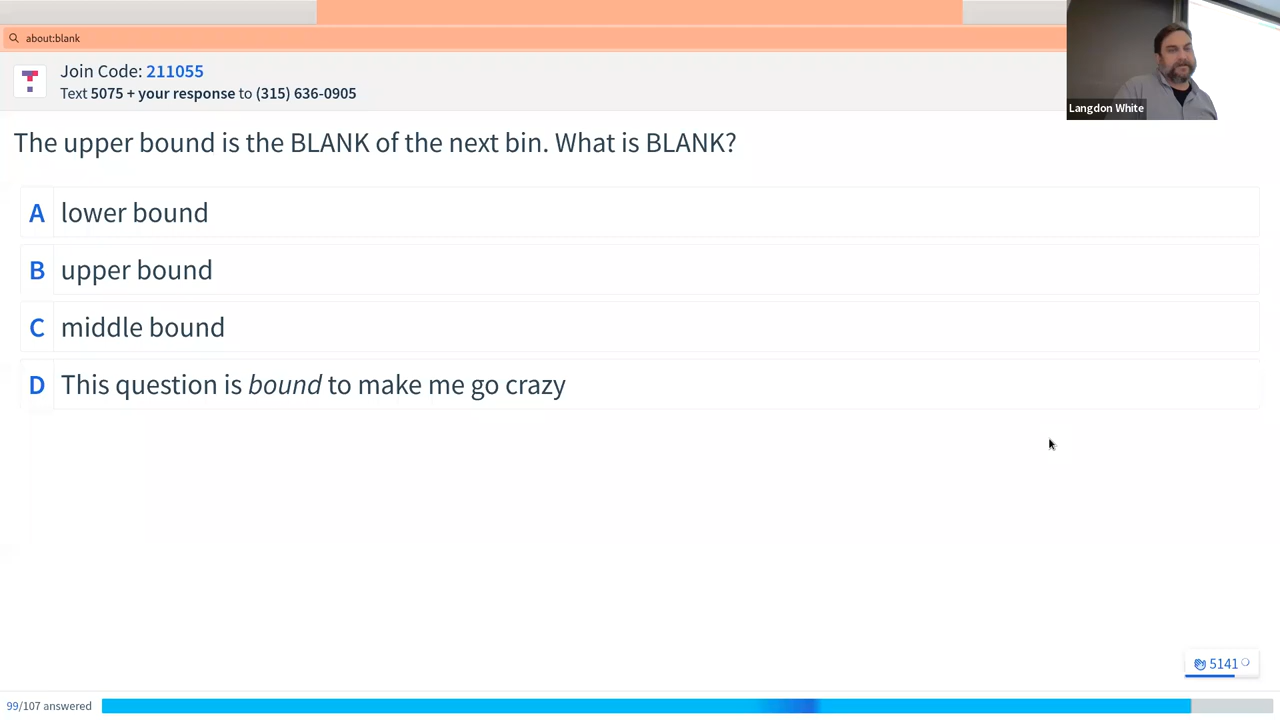 about:blank
Join Code: 211055
Text 5075 + your response to (315) 636-0905
Langdon White
The upper bound is the BLANK of the next bin. What is BLANK?
A lower bound
B upper bound
C middle bound
D This question is bound to make me go crazy
5141
99/107 answered